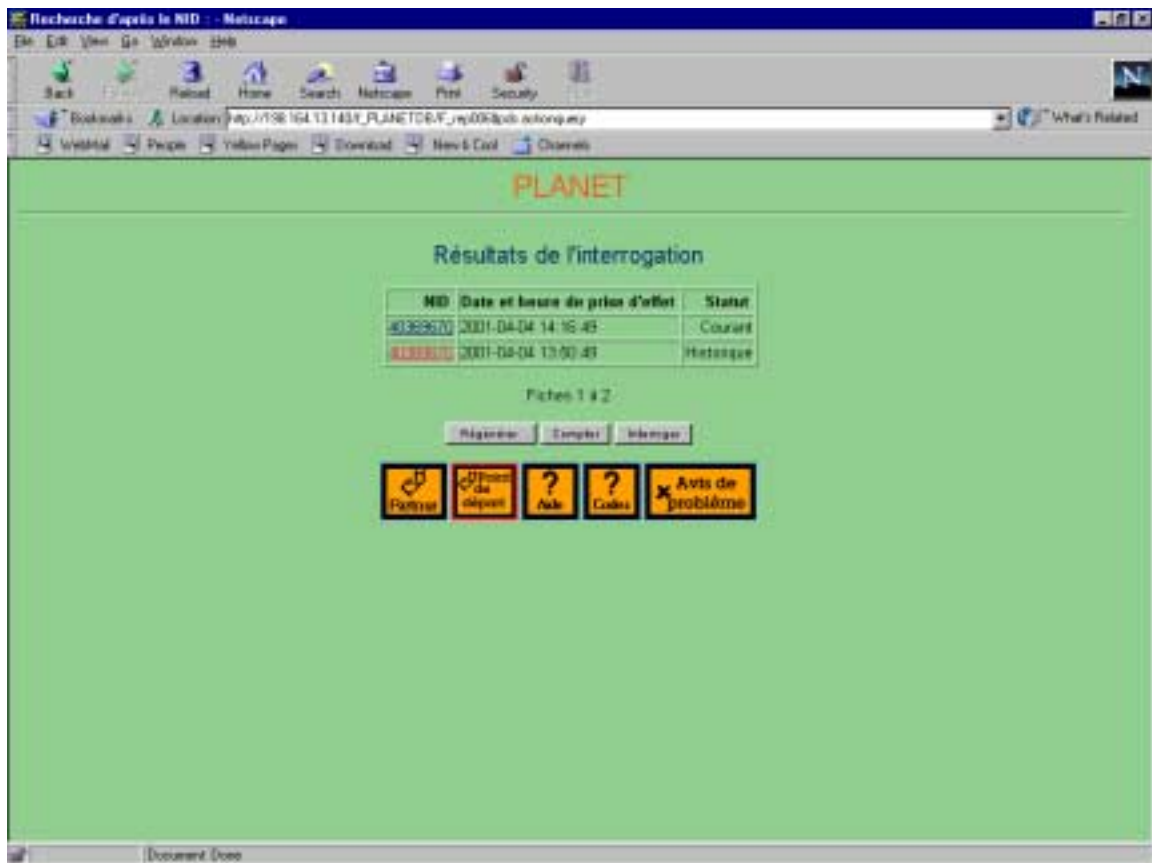 Recherche d'après le NID : - Netscape
File Edit View Go Window Help
Back Reload Home Search Netscape Print Security
Bookmarks Location:
What's Related
WebMail People Yellow Pages Download New & Cool Channels
PLANET
Résultats de l'interrogation
NID Date et heure de prise d'effet Statut
40369670 2001-04-04 14:16:49 Courant
2001-04-04 13:50:49 Historique
Fiches 1 à 2
Régénérer Compter Interroger
Retour
Point de départ
? Aide
? Codes
Avis de problème
Document: Done